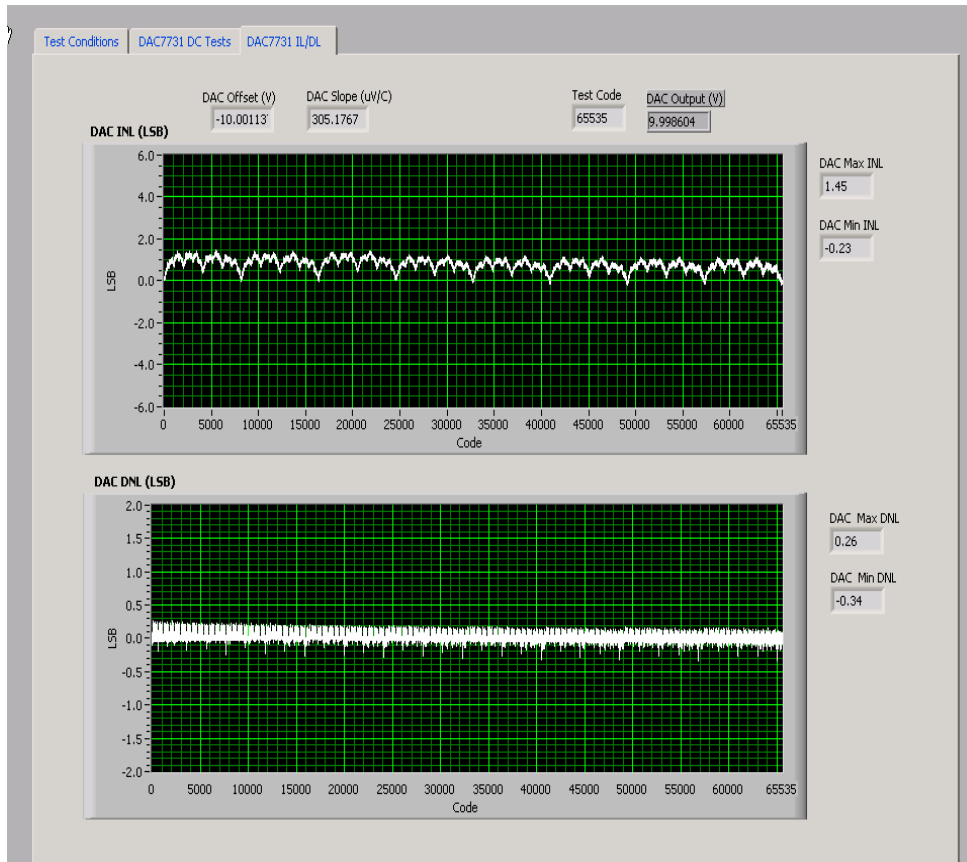 Test Conditions DAC7731 DC Tests DAC7731 IL/DL
DAC Offset (V) DAC Slope (uV/C) Test Code DAC Output (V)
-10.00113 305.1767 65535 9.998604
DAC INL (LSB)
6.0
4.0
2.0
0.0
-2.0
-4.0
-6.0
LSB
0 5000 10000 15000 20000 25000 30000 35000 40000 45000 50000 55000 60000 65535
Code
DAC Max INL
1.45
DAC Min INL
-0.23
DAC DNL (LSB)
2.0
1.5
1.0
0.5
0.0
-0.5
-1.0
-1.5
-2.0
LSB
0 5000 10000 15000 20000 25000 30000 35000 40000 45000 50000 55000 60000 65535
Code
DAC Max DNL
0.26
DAC Min DNL
-0.34